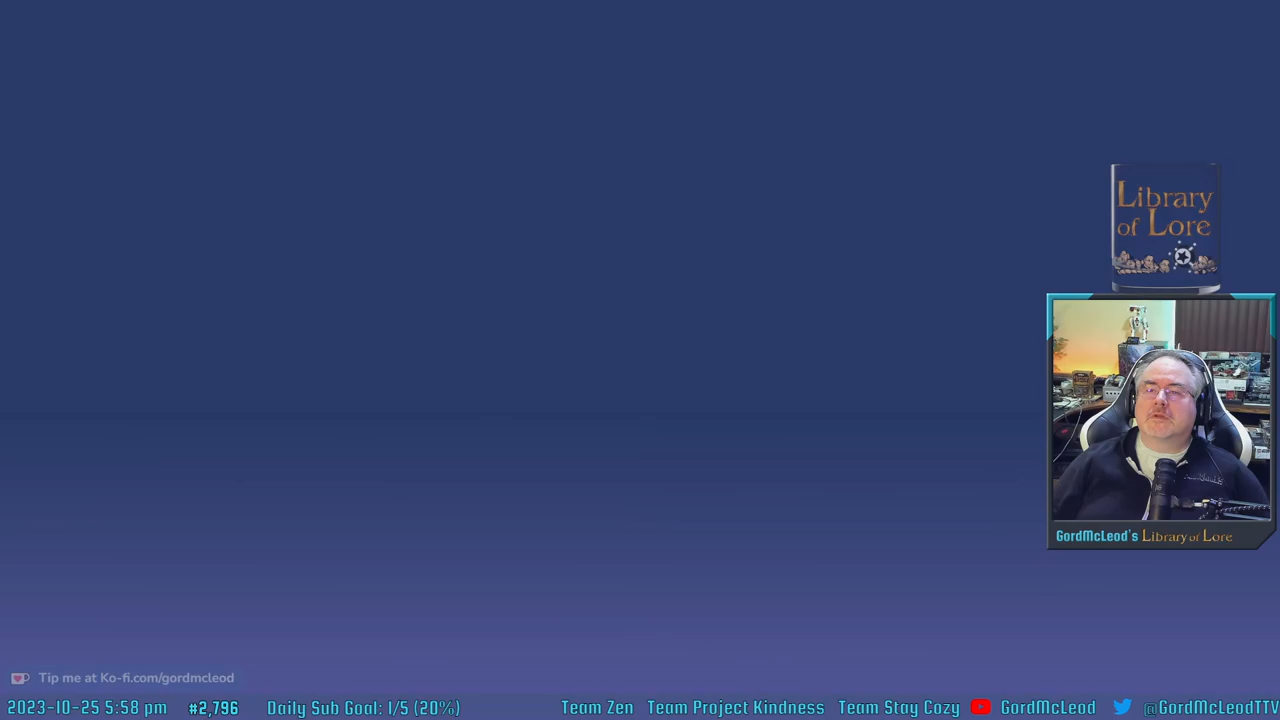 Library
of Lore
GordMcLeod's Library of Lore
Tip me at Ko-fi.com/gordmcleod
2023-10-25 5:58 pm #2,796 Daily Sub Goal: 1/5 (20%) Team Zen Team Project Kindness Team Stay Cozy GordMcLeod @GordMcLeodTTV